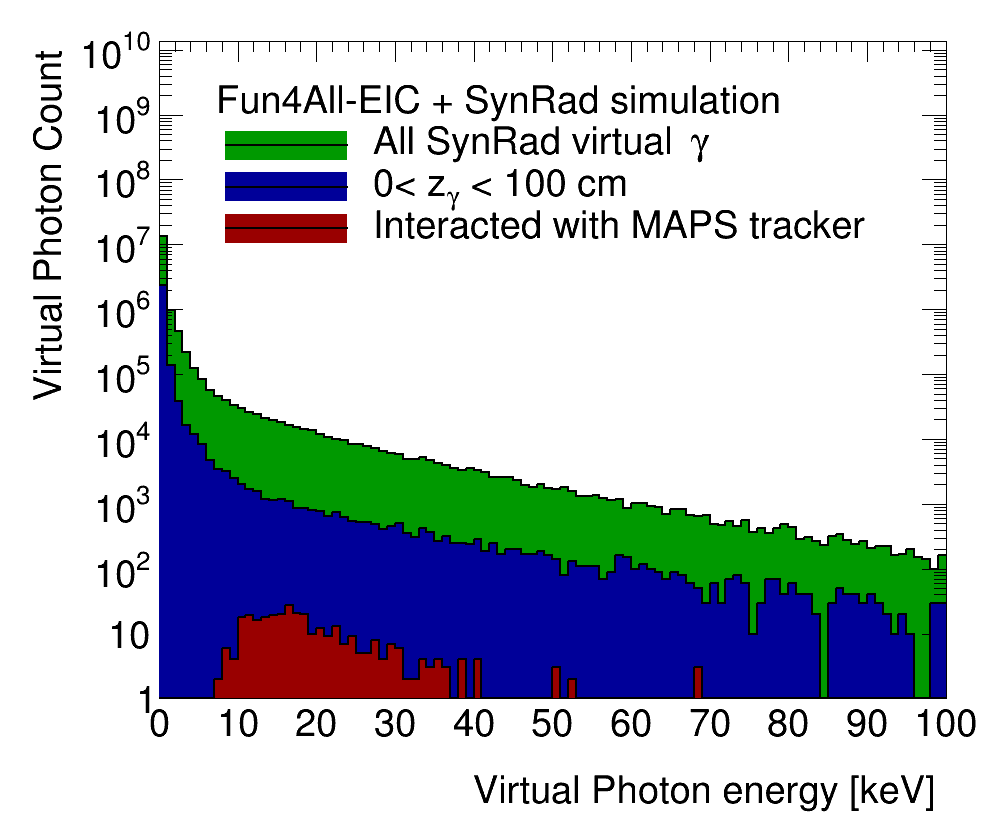 Virtual Photon Count
10^10
10^9
10^8
10^7
10^6
10^5
10^4
10^3
10^2
10
1
Fun4All-EIC + SynRad simulation
All SynRad virtual γ
0< z_γ < 100 cm
Interacted with MAPS tracker
0 10 20 30 40 50 60 70 80 90 100
Virtual Photon energy [keV]